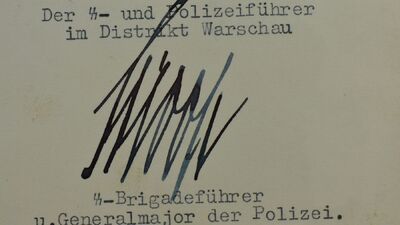 Der ᛋᛋ- und Polizeiführer
im Distrikt Warschau
ᛋᛋ-Brigadeführer
u.Generalmajor der Polizei.